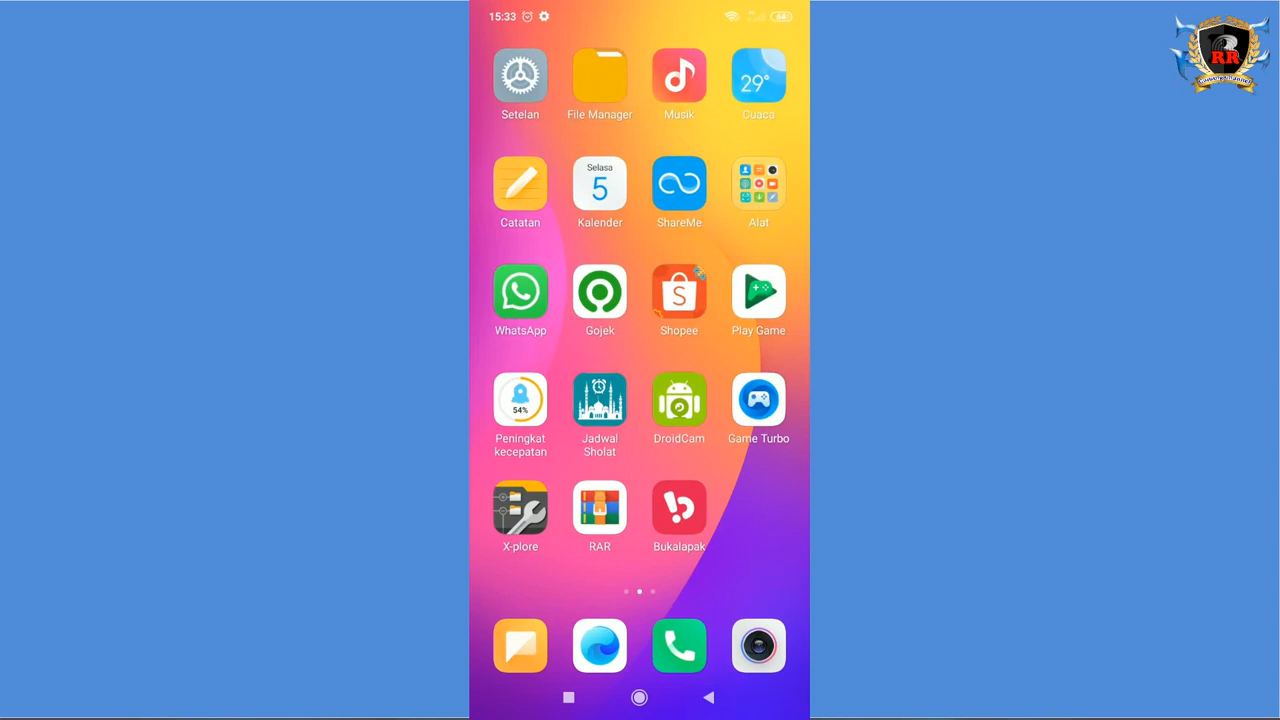 15:33
68
29°
Setelan
File Manager
Musik
Cuaca
Selasa
5
Catatan
Kalender
ShareMe
Alat
S
WhatsApp
Gojek
Shopee
Play Game
54%
Peningkat
kecepatan
Jadwal
Sholat
DroidCam
Game Turbo
X-plore
RAR
Bukalapak
RR